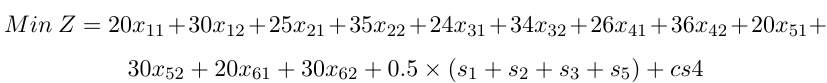 Min Z = 20x₁₁ + 30x₁₂ + 25x₂₁ + 35x₂₂ + 24x₃₁ + 34x₃₂ + 26x₄₁ + 36x₄₂ + 20x₅₁ +
30x₅₂ + 20x₆₁ + 30x₆₂ + 0.5 × (s₁ + s₂ + s₃ + s₅) + cs4